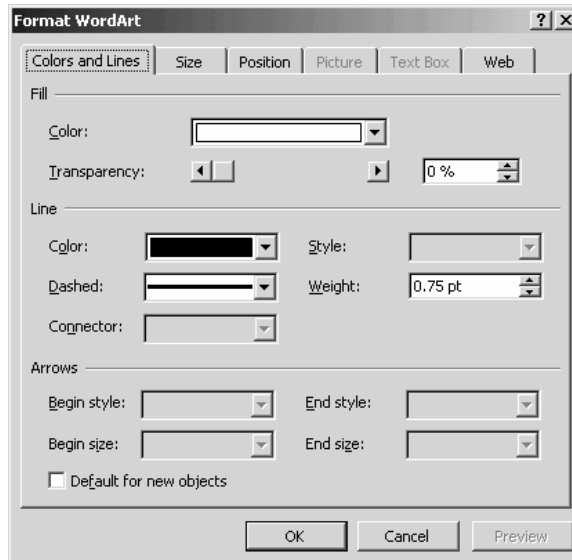 Format WordArt ? X
Colors and Lines Size Position Picture Text Box Web
Fill
Color:
Transparency: 0 %
Line
Color: Style:
Dashed: Weight: 0.75 pt
Connector:
Arrows
Begin style: End style:
Begin size: End size:
Default for new objects
OK Cancel Preview